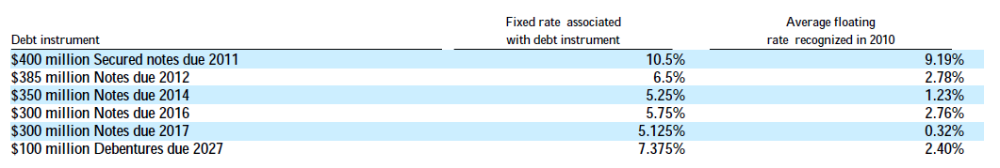 Fixed rate associated Average floating
Debt instrument with debt instrument rate recognized in 2010
$400 million Secured notes due 2011 10.5% 9.19%
$385 million Notes due 2012 6.5% 2.78%
$350 million Notes due 2014 5.25% 1.23%
$300 million Notes due 2016 5.75% 2.76%
$300 million Notes due 2017 5.125% 0.32%
$100 million Debentures due 2027 7.375% 2.40%